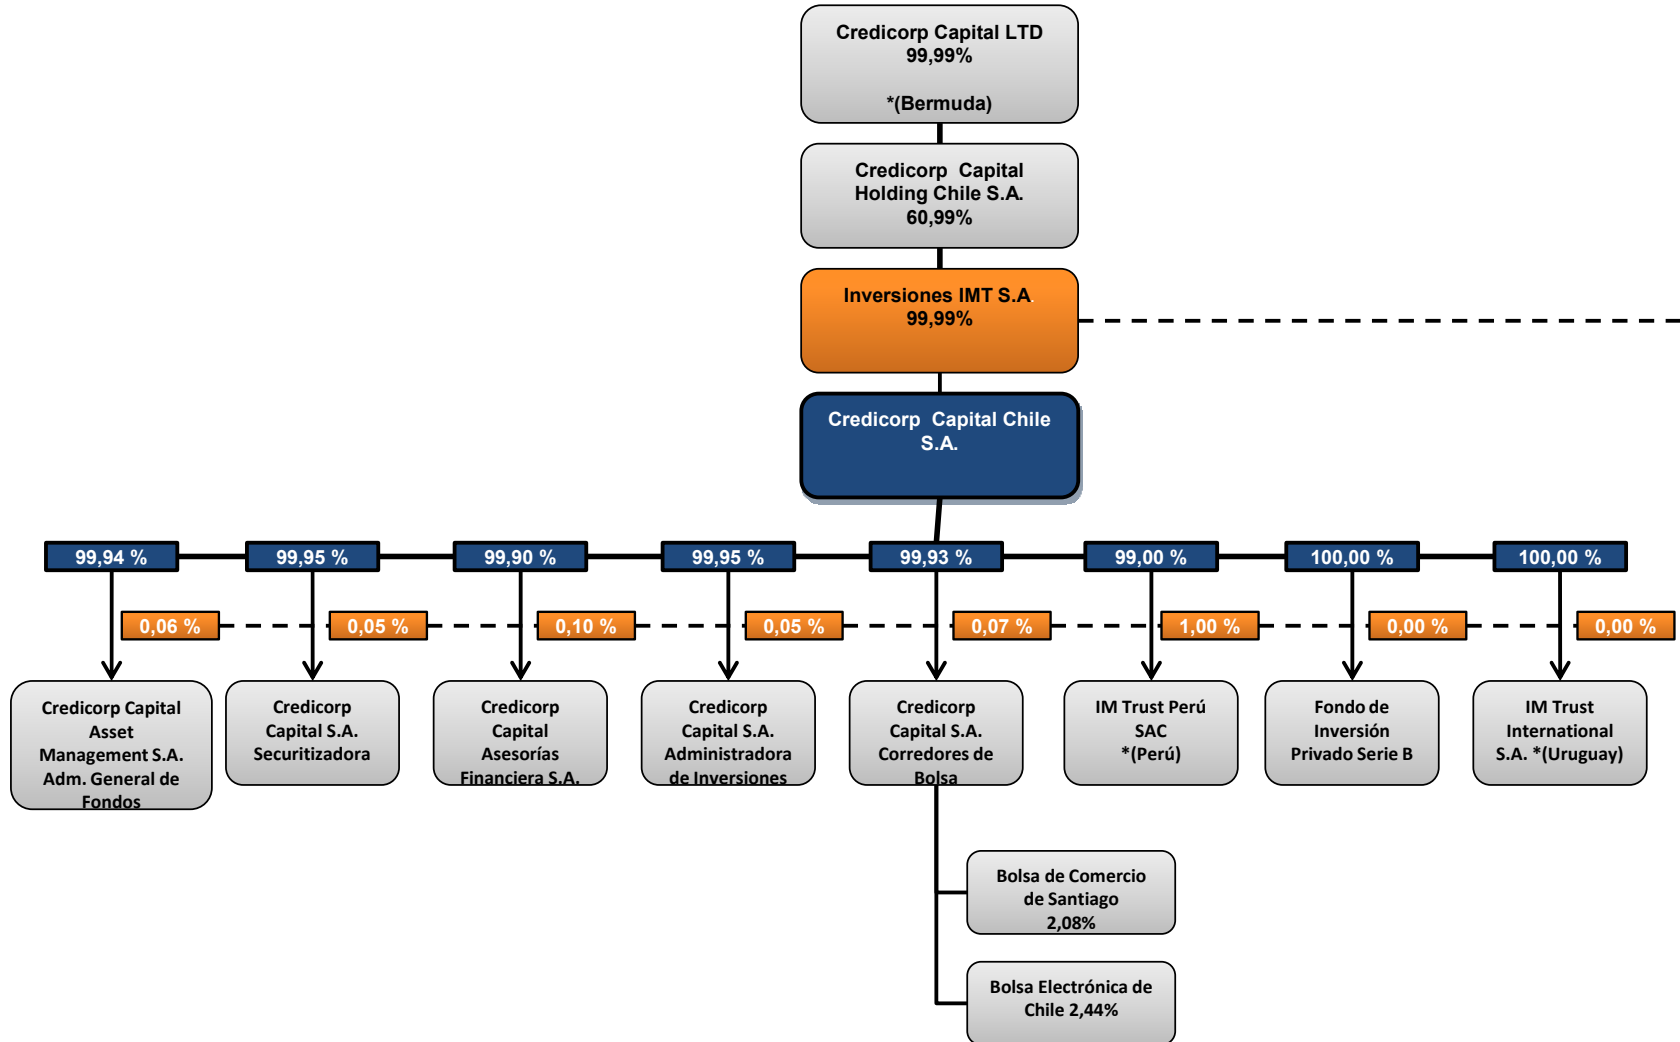 Credicorp Capital LTD
99,99%
*(Bermuda)
Credicorp Capital
Holding Chile S.A.
60,99%
Inversiones IMT S.A.
99,99%
Credicorp Capital Chile
S.A.
99,94 %
99,95 %
99,90 %
99,95 %
99,93 %
99,00 %
100,00 %
100,00 %
0,06 %
0,05 %
0,10 %
0,05 %
0,07 %
1,00 %
0,00 %
0,00 %
Credicorp Capital
Asset
Management S.A.
Adm. General de
Fondos
Credicorp
Capital S.A.
Securitizadora
Credicorp
Capital
Asesorías
Financiera S.A.
Credicorp
Capital S.A.
Administradora
de Inversiones
Credicorp
Capital S.A.
Corredores de
Bolsa
IM Trust Perú
SAC
*(Perú)
Fondo de
Inversión
Privado Serie B
IM Trust
International
S.A. *(Uruguay)
Bolsa de Comercio
de Santiago
2,08%
Bolsa Electrónica de
Chile 2,44%